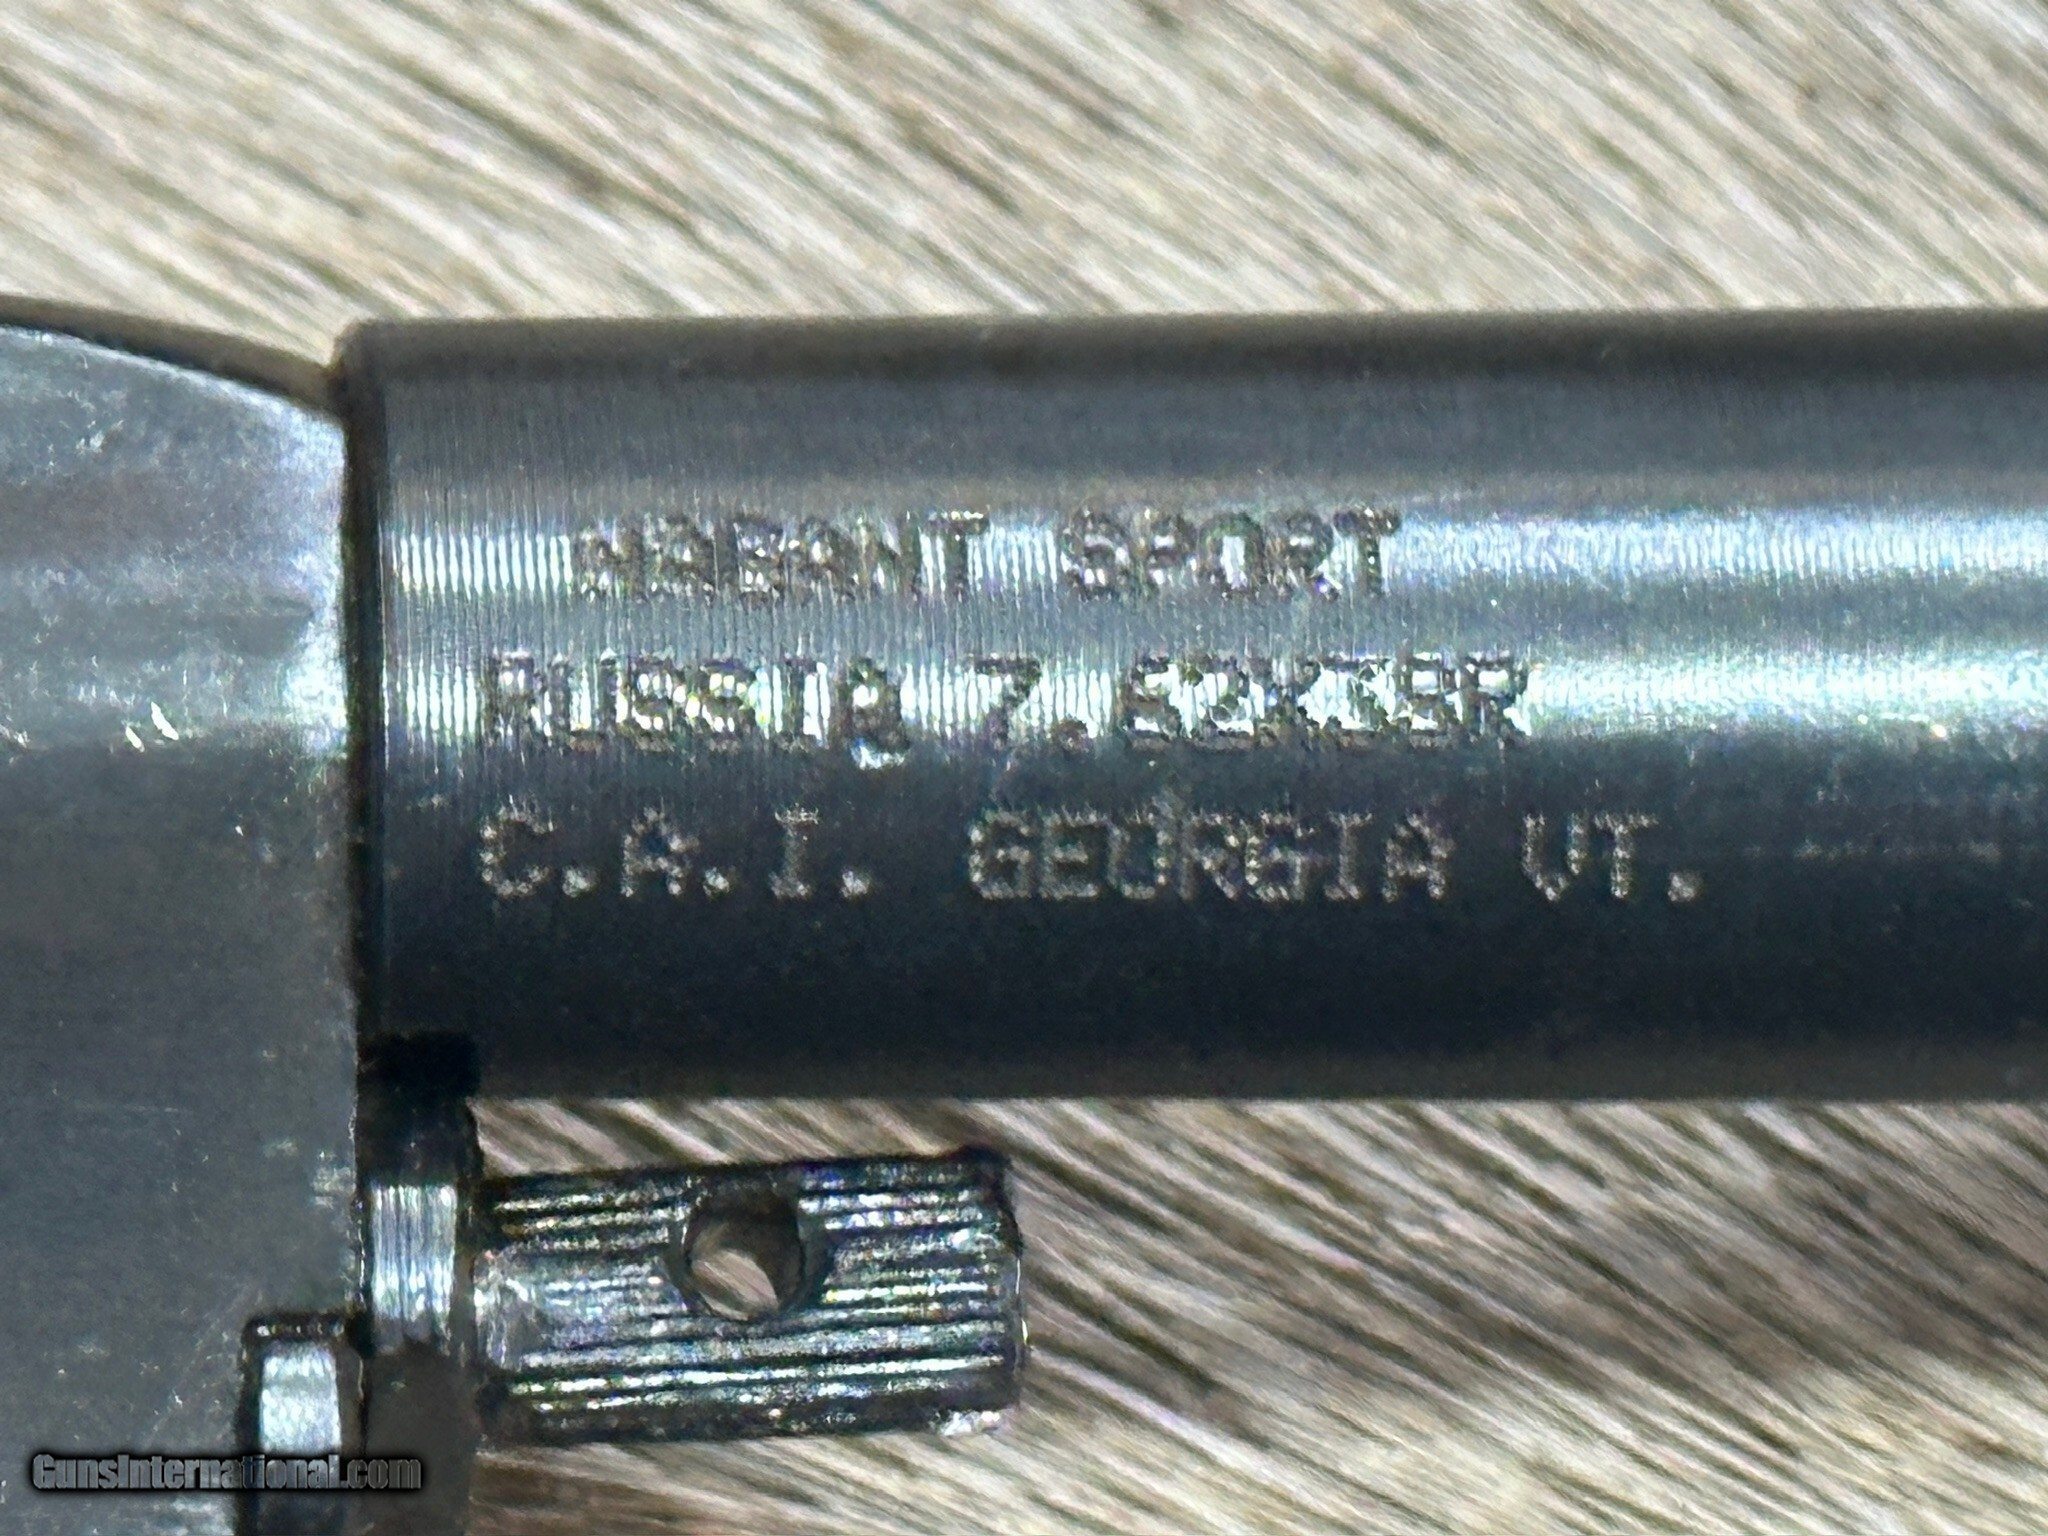 NAGANT SPORT
RUSSIA 7.62X38R
C.A.I. GEORGIA VT.
GunsInternational.com